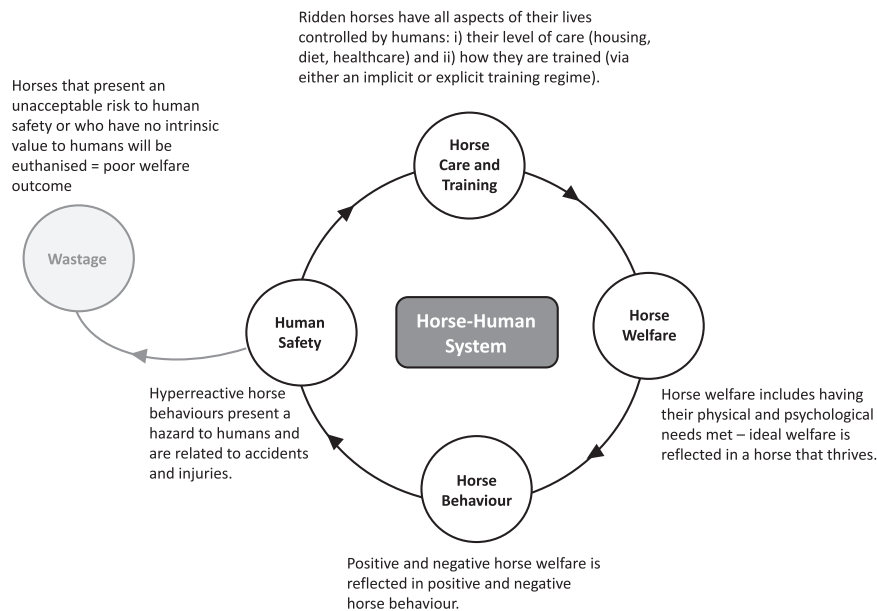 Ridden horses have all aspects of their lives
controlled by humans: i) their level of care (housing,
diet, healthcare) and ii) how they are trained (via
either an implicit or explicit training regime).
Horses that present an
unacceptable risk to human
safety or who have no intrinsic
value to humans will be
euthanised = poor welfare
outcome
Horse
Care and
Training
Wastage
Human
Safety
Horse-Human
System
Horse
Welfare
Hyperreactive horse
behaviours present a
hazard to humans and
are related to accidents
and injuries.
Horse welfare includes having
their physical and psychological
needs met – ideal welfare is
reflected in a horse that thrives.
Horse
Behaviour
Positive and negative horse welfare is
reflected in positive and negative
horse behaviour.